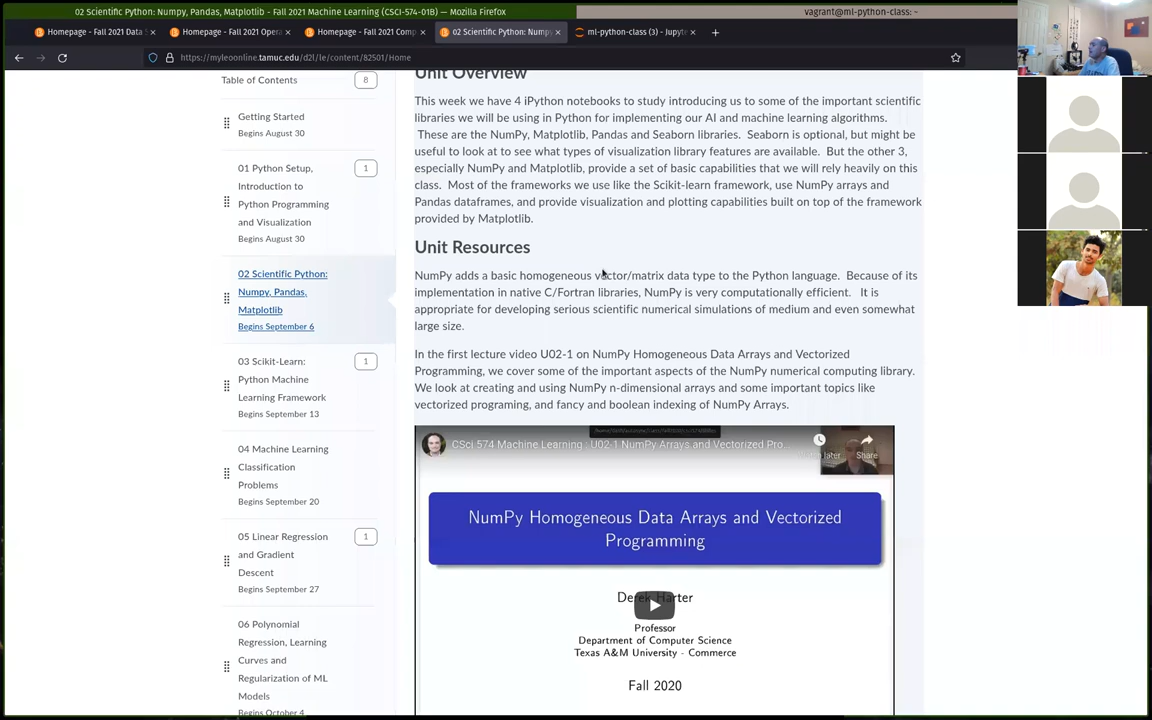 02 Scientific Python: Numpy, Pandas, Matplotlib - Fall 2021 Machine Learning (CSCI-574-01B) — Mozilla Firefox
vagrant@ml-python-class: ~
Homepage - Fall 2021 Data
Homepage - Fall 2021 Opera
Homepage - Fall 2021 Comp
02 Scientific Python: Numpy
ml-python-class (3) - Jupyte
https://myleoonline.tamuc.edu/d2l/le/content/82501/Home
Table of Contents
8
Getting Started
Begins August 30
01 Python Setup,
Introduction to
Python Programming
and Visualization
Begins August 30
1
02 Scientific Python:
Numpy, Pandas,
Matplotlib
Begins September 6
03 Scikit-Learn:
Python Machine
Learning Framework
Begins September 13
1
04 Machine Learning
Classification
Problems
Begins September 20
05 Linear Regression
and Gradient
Descent
Begins September 27
1
06 Polynomial
Regression, Learning
Curves and
Regularization of ML
Models
Begins October 4
Unit Overview
This week we have 4 iPython notebooks to study introducing us to some of the important scientific
libraries we will be using in Python for implementing our AI and machine learning algorithms.
These are the NumPy, Matplotlib, Pandas and Seaborn libraries. Seaborn is optional, but might be
useful to look at to see what types of visualization library features are available. But the other 3,
especially NumPy and Matplotlib, provide a set of basic capabilities that we will rely heavily on this
class. Most of the frameworks we use like the Scikit-learn framework, use NumPy arrays and
Pandas dataframes, and provide visualization and plotting capabilities built on top of the framework
provided by Matplotlib.
Unit Resources
NumPy adds a basic homogeneous vector/matrix data type to the Python language. Because of its
implementation in native C/Fortran libraries, NumPy is very computationally efficient. It is
appropriate for developing serious scientific numerical simulations of medium and even somewhat
large size.
In the first lecture video U02-1 on NumPy Homogeneous Data Arrays and Vectorized
Programming, we cover some of the important aspects of the NumPy numerical computing library.
We look at creating and using NumPy n-dimensional arrays and some important topics like
vectorized programing, and fancy and boolean indexing of NumPy Arrays.
CSci 574 Machine Learning : U02-1 NumPy Arrays and Vectorized Pro...
later
Share
NumPy Homogeneous Data Arrays and Vectorized
Programming
Derek Harter
Professor
Department of Computer Science
Texas A&M University - Commerce
Fall 2020